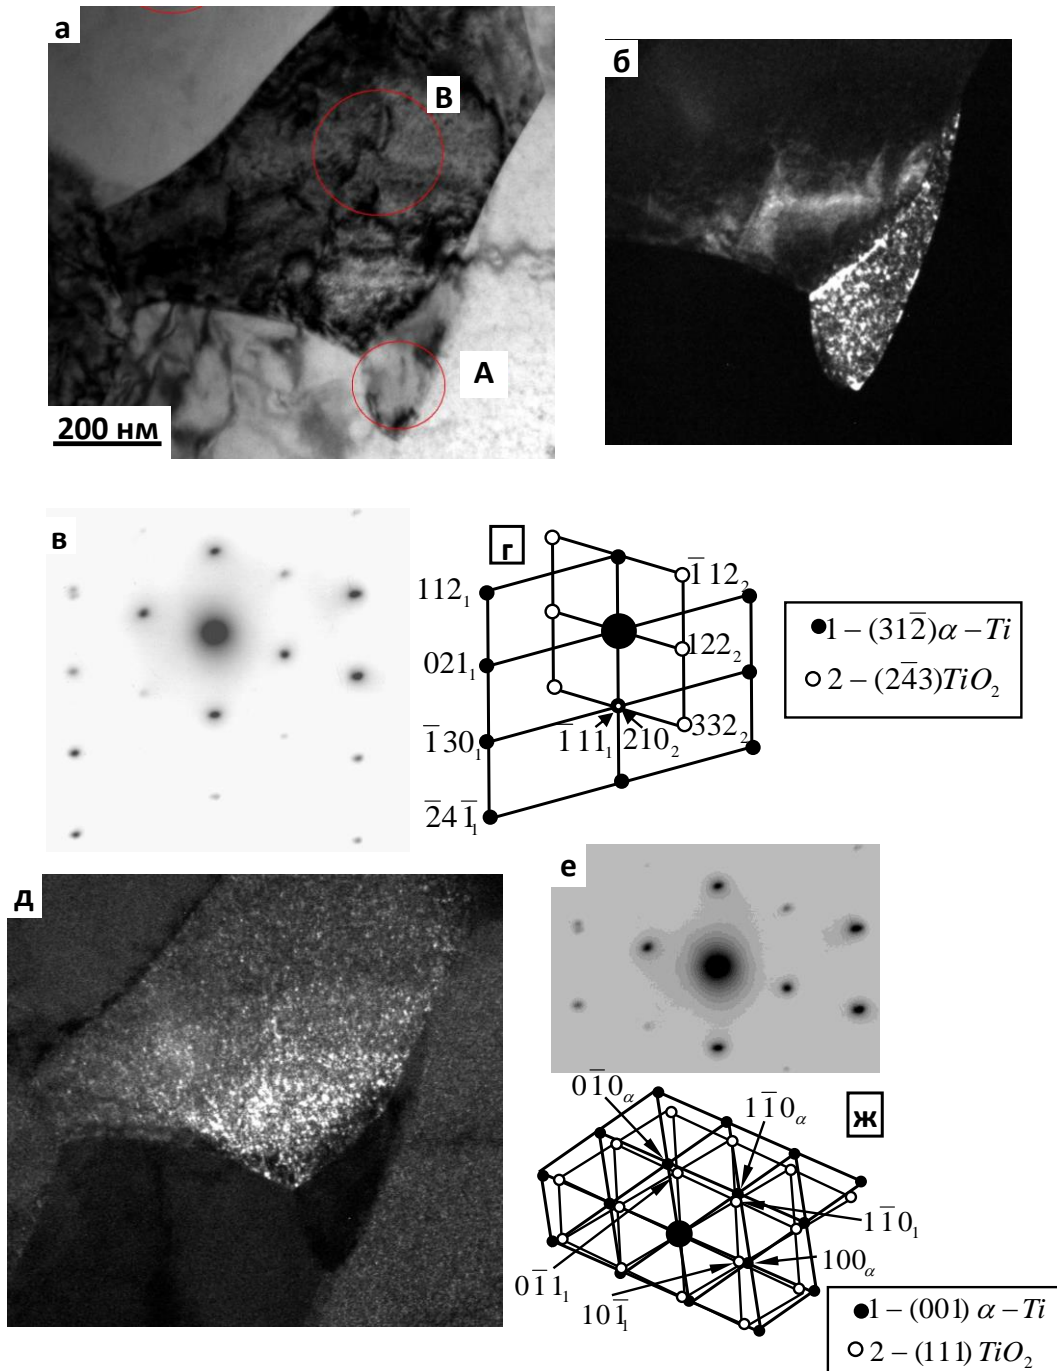 а
B
A
200 нм
б
в
г
112₁
021₁
1̅30₁
2̅41̅₁
1̅11₁
210₂
1̅12₂
122₂
332₂
1 – (312̅) α – Ti
2 – (24̅3) TiO₂
д
е
ж
01̅0α
11̅0α
11̅0₁
100α
01̅1₁
101̅₁
1 – (001) α – Ti
2 – (111) TiO₂